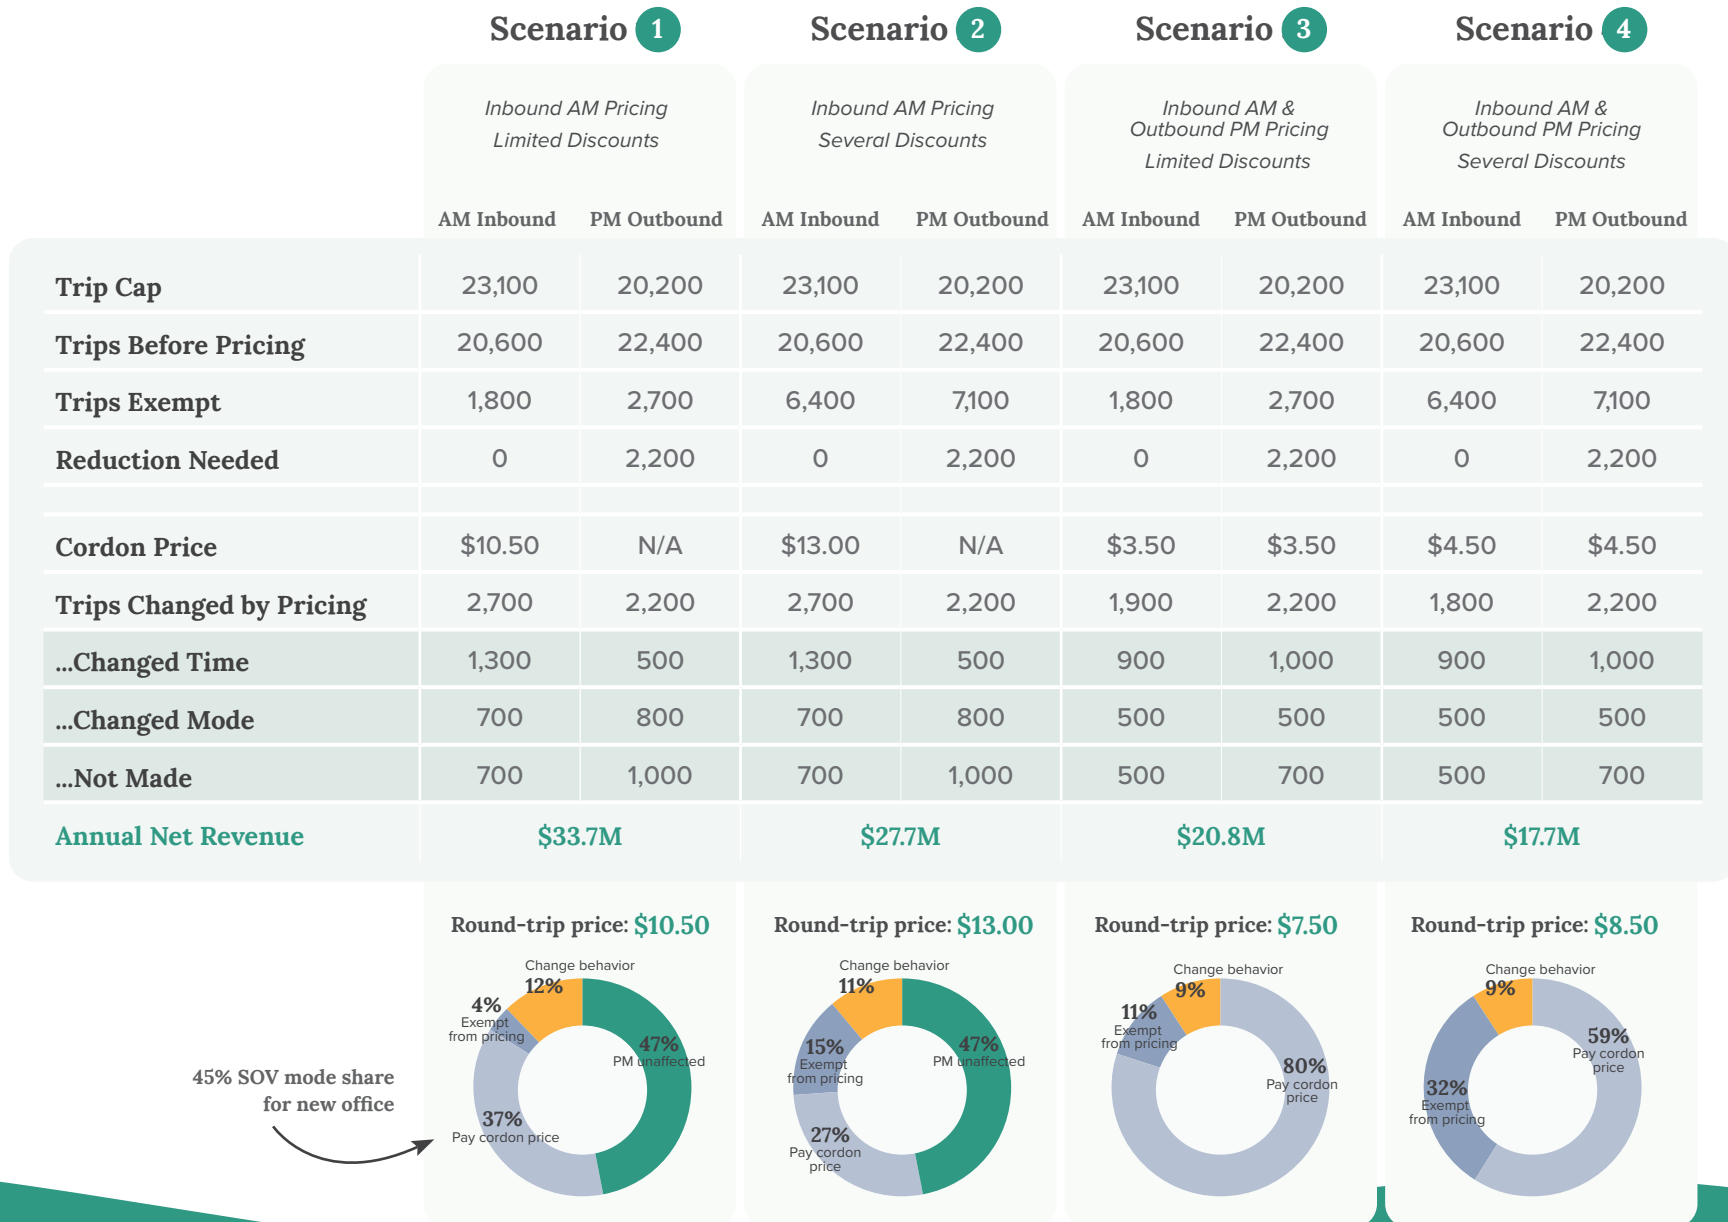 Scenario 1 Scenario 2 Scenario 3 Scenario 4
Inbound AM Pricing
Limited Discounts
Inbound AM Pricing
Several Discounts
Inbound AM &
Outbound PM Pricing
Limited Discounts
Inbound AM &
Outbound PM Pricing
Several Discounts
AM Inbound PM Outbound AM Inbound PM Outbound AM Inbound PM Outbound AM Inbound PM Outbound
Trip Cap 23,100 20,200 23,100 20,200 23,100 20,200 23,100 20,200
Trips Before Pricing 20,600 22,400 20,600 22,400 20,600 22,400 20,600 22,400
Trips Exempt 1,800 2,700 6,400 7,100 1,800 2,700 6,400 7,100
Reduction Needed 0 2,200 0 2,200 0 2,200 0 2,200
Cordon Price $10.50 N/A $13.00 N/A $3.50 $3.50 $4.50 $4.50
Trips Changed by Pricing 2,700 2,200 2,700 2,200 1,900 2,200 1,800 2,200
...Changed Time 1,300 500 1,300 500 900 1,000 900 1,000
...Changed Mode 700 800 700 800 500 500 500 500
...Not Made 700 1,000 700 1,000 500 700 500 700
Annual Net Revenue $33.7M $27.7M $20.8M $17.7M
Round-trip price: $10.50
Change behavior
12%
4%
Exempt
from pricing
47%
PM unaffected
37%
Pay cordon price
45% SOV mode share
for new office
Round-trip price: $13.00
Change behavior
11%
15%
Exempt
from pricing
47%
PM unaffected
27%
Pay cordon
price
Round-trip price: $7.50
Change behavior
9%
11%
Exempt
from pricing
80%
Pay cordon
price
Round-trip price: $8.50
Change behavior
9%
59%
Pay cordon
price
32%
Exempt
from pricing